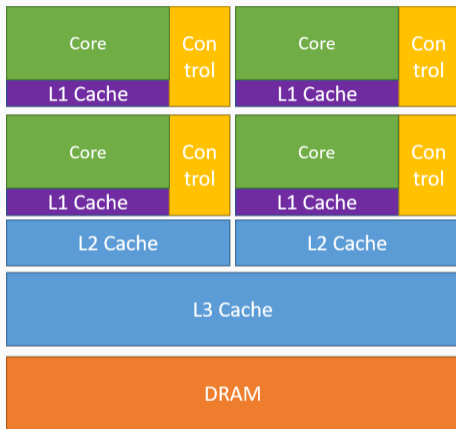 Core
Con
trol
L1 Cache
Core
Con
trol
L1 Cache
Core
Con
trol
L1 Cache
Core
Con
trol
L1 Cache
L2 Cache
L2 Cache
L3 Cache
DRAM